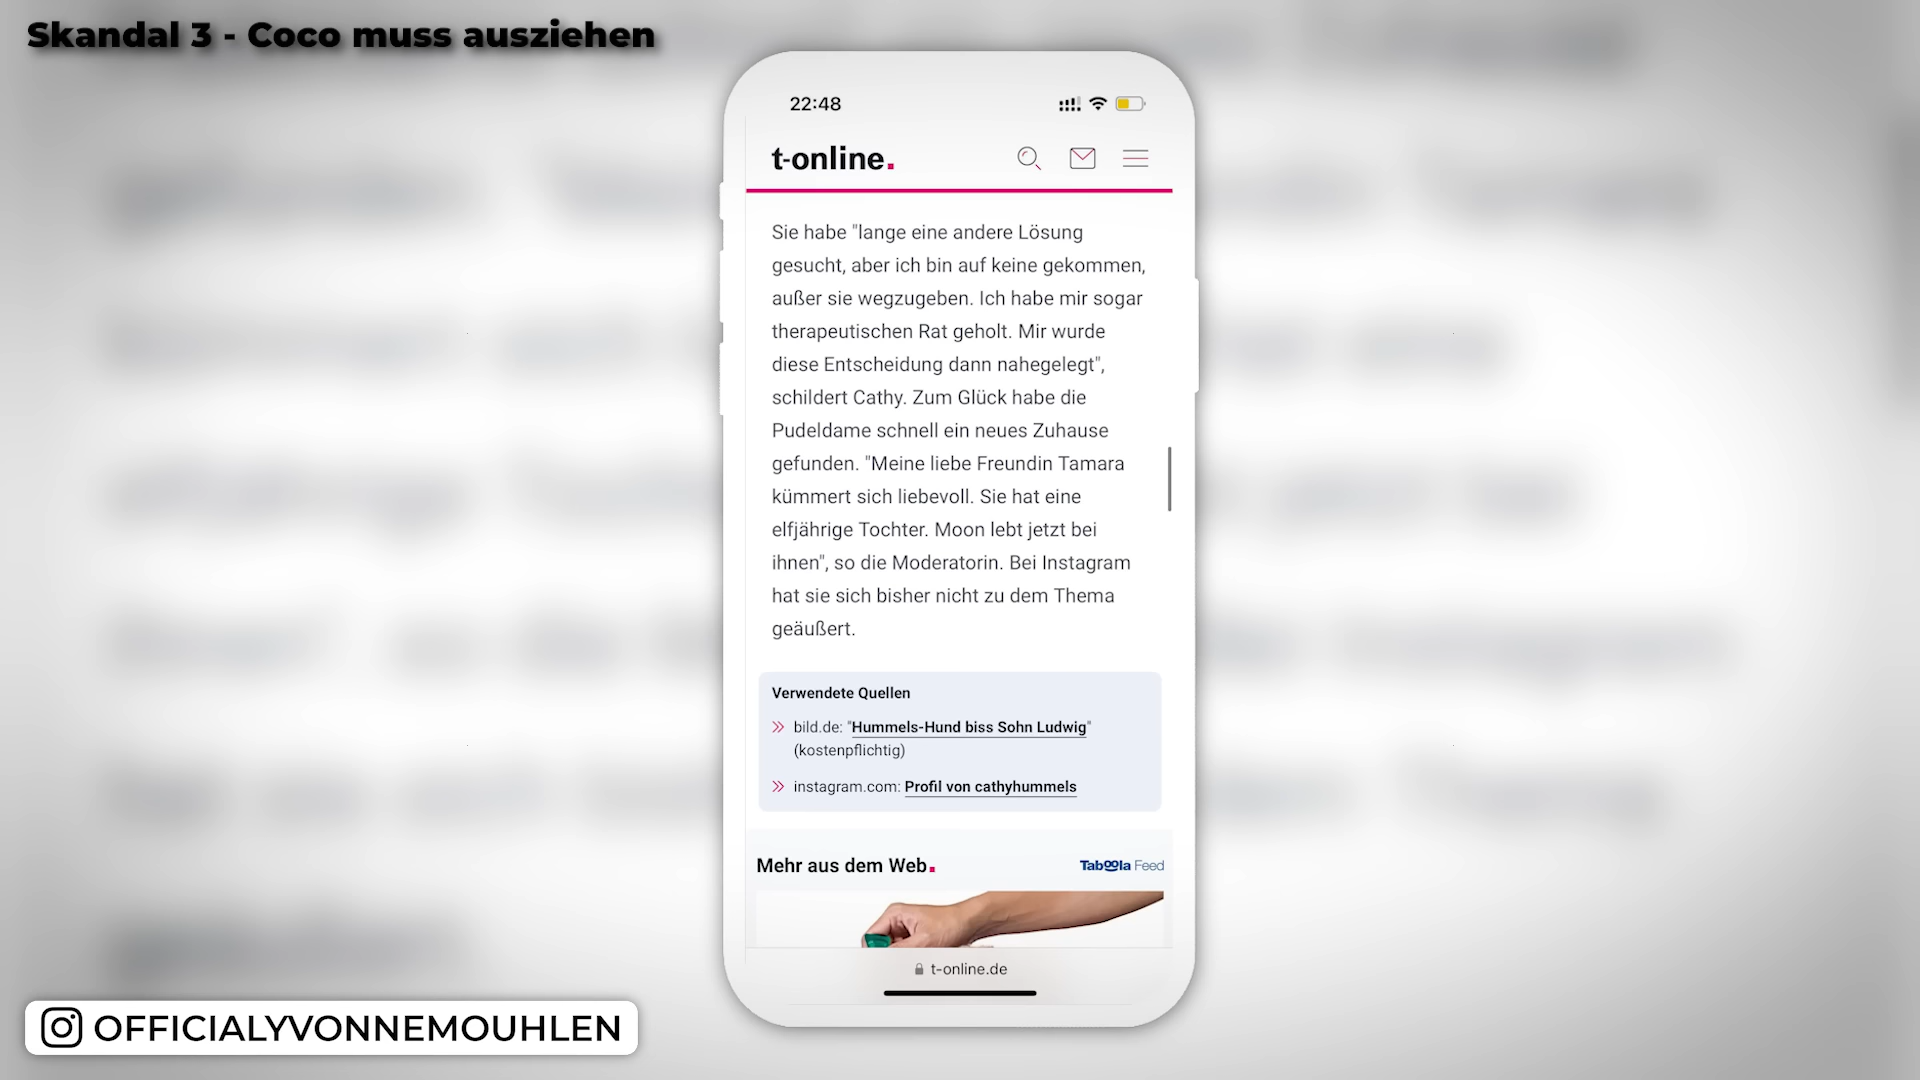 Skandal 3 - Coco muss ausziehen
22:48
t-online.
Sie habe "lange eine andere Lösung
gesucht, aber ich bin auf keine gekommen,
außer sie wegzugeben. Ich habe mir sogar
therapeutischen Rat geholt. Mir wurde
diese Entscheidung dann nahegelegt",
schildert Cathy. Zum Glück habe die
Pudeldame schnell ein neues Zuhause
gefunden. "Meine liebe Freundin Tamara
kümmert sich liebevoll. Sie hat eine
elfjährige Tochter. Moon lebt jetzt bei
ihnen", so die Moderatorin. Bei Instagram
hat sie sich bisher nicht zu dem Thema
geäußert.
Verwendete Quellen
bild.de: "Hummels-Hund biss Sohn Ludwig"
(kostenpflichtig)
instagram.com: Profil von cathyhummels
Mehr aus dem Web.
Taboola Feed
t-online.de
OFFICIALYVONNEMOUHLEN